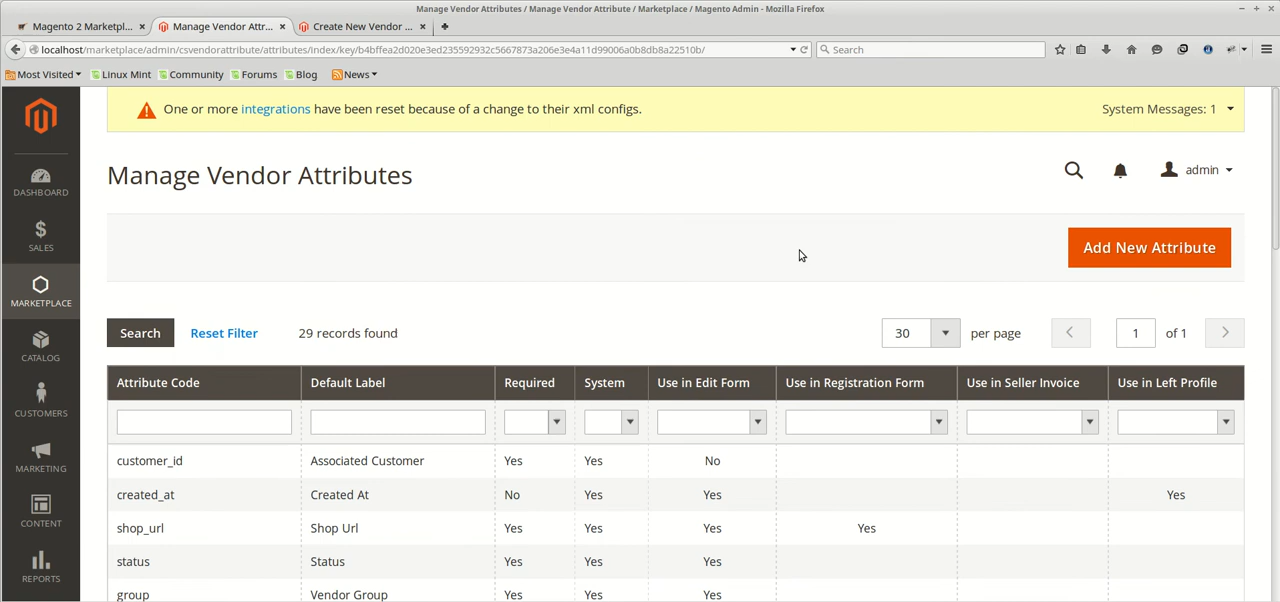 Manage Vendor Attributes / Manage Vendor Attribute / Marketplace / Magento Admin - Mozilla Firefox
Magento 2 Marketpl...
Manage Vendor Attr...
Create New Vendor ...
localhost/marketplace/admin/csvendorattribute/attributes/index/key/b4bffea2d020e3ed235592932c5667873a206e3e4a11d99006a0b8db8a22510b/
Search
Most Visited
Linux Mint
Community
Forums
Blog
News
One or more integrations have been reset because of a change to their xml configs.
System Messages: 1
Manage Vendor Attributes
admin
DASHBOARD
SALES
MARKETPLACE
CATALOG
CUSTOMERS
MARKETING
CONTENT
REPORTS
Add New Attribute
Search
Reset Filter
29 records found
30
per page
1
of 1
Attribute Code Default Label Required System Use in Edit Form Use in Registration Form Use in Seller Invoice Use in Left Profile
customer_id Associated Customer Yes Yes No
created_at Created At No Yes Yes Yes
shop_url Shop Url Yes Yes Yes Yes
status Status Yes Yes Yes
group Vendor Group Yes Yes Yes